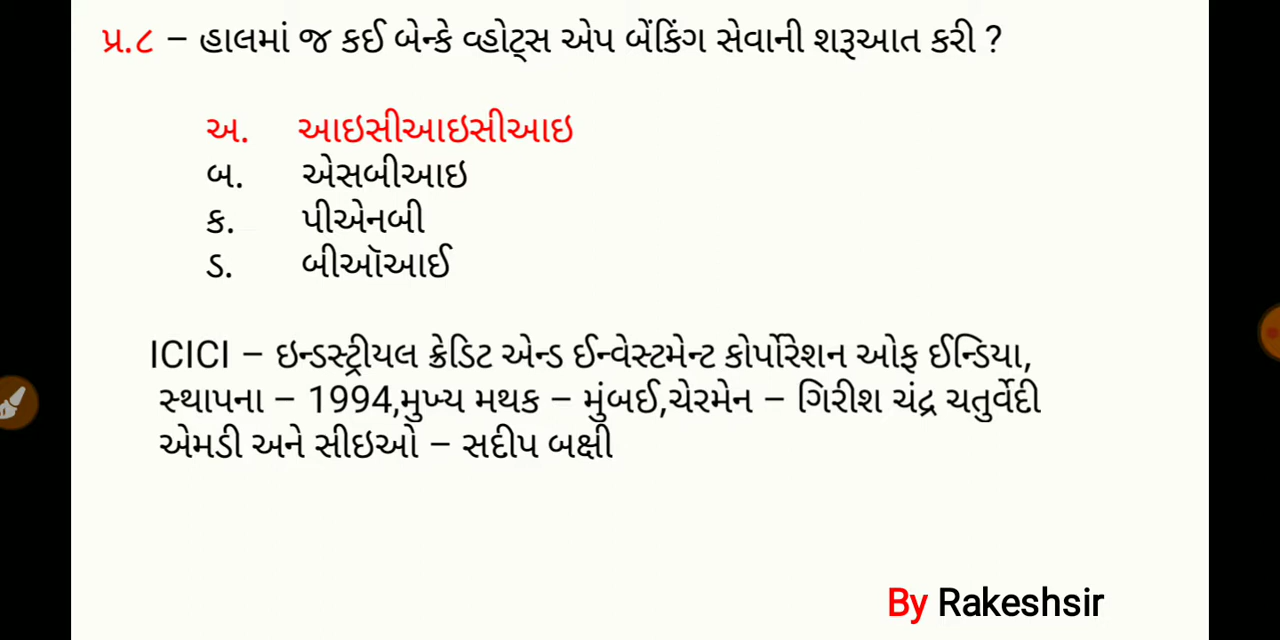 પ્ર.૮ – હાલમાં જ કઈ બેન્કે વ્હોટ્સ એપ બેંકિંગ સેવાની શરૂઆત કરી ?
અ. આઇસીઆઇસીઆઇ
બ. એસબીઆઇ
ક. પીએનબી
ડ. બીઑઆઈ
ICICI – ઇન્ડસ્ટ્રીયલ ક્રેડિટ એન્ડ ઈન્વેસ્ટમેન્ટ કોર્પોરેશન ઓફ ઈન્ડિયા,
સ્થાપના – 1994,મુખ્ય મથક – મુંબઈ,ચેરમેન – ગિરીશ ચંદ્ર ચતુર્વેદી
એમડી અને સીઇઓ – સદીપ બક્ષી
By Rakeshsir